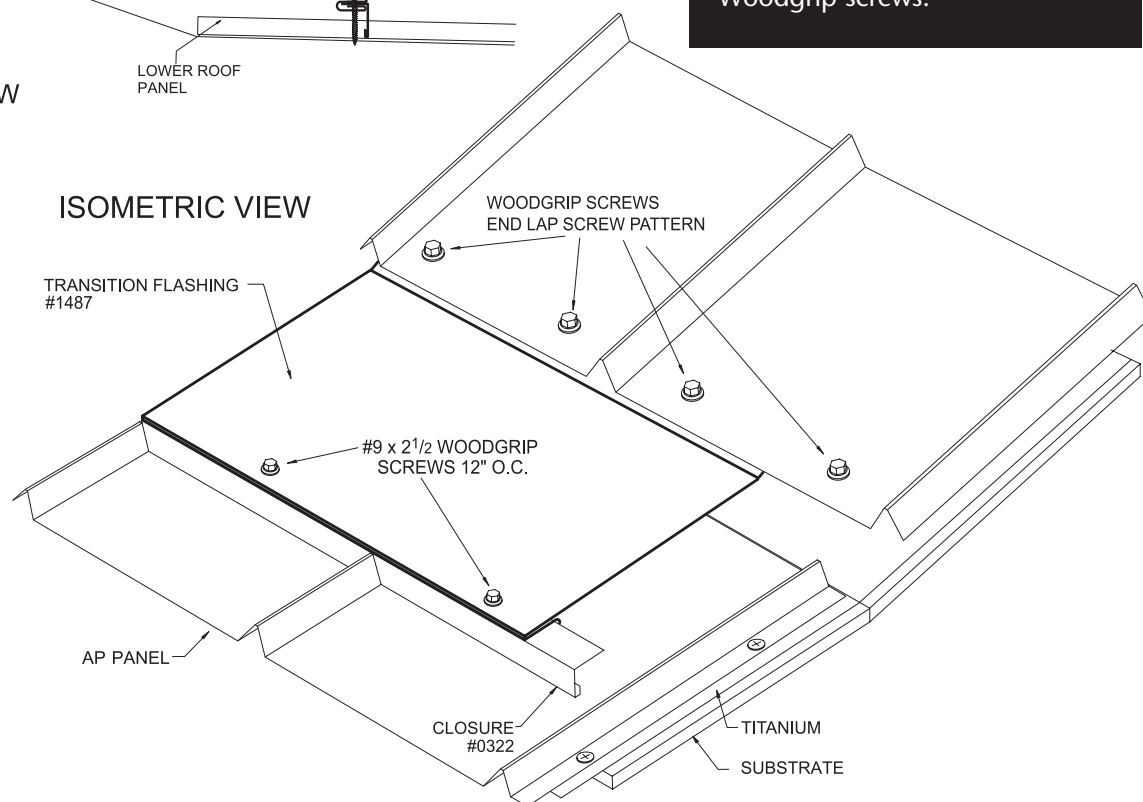 Woodgrip screws.
LOWER ROOF
PANEL
W
ISOMETRIC VIEW
WOODGRIP SCREWS
END LAP SCREW PATTERN
TRANSITION FLASHING
#1487
#9 x 2 1/2 WOODGRIP
SCREWS 12" O.C.
AP PANEL
CLOSURE
#0322
TITANIUM
SUBSTRATE